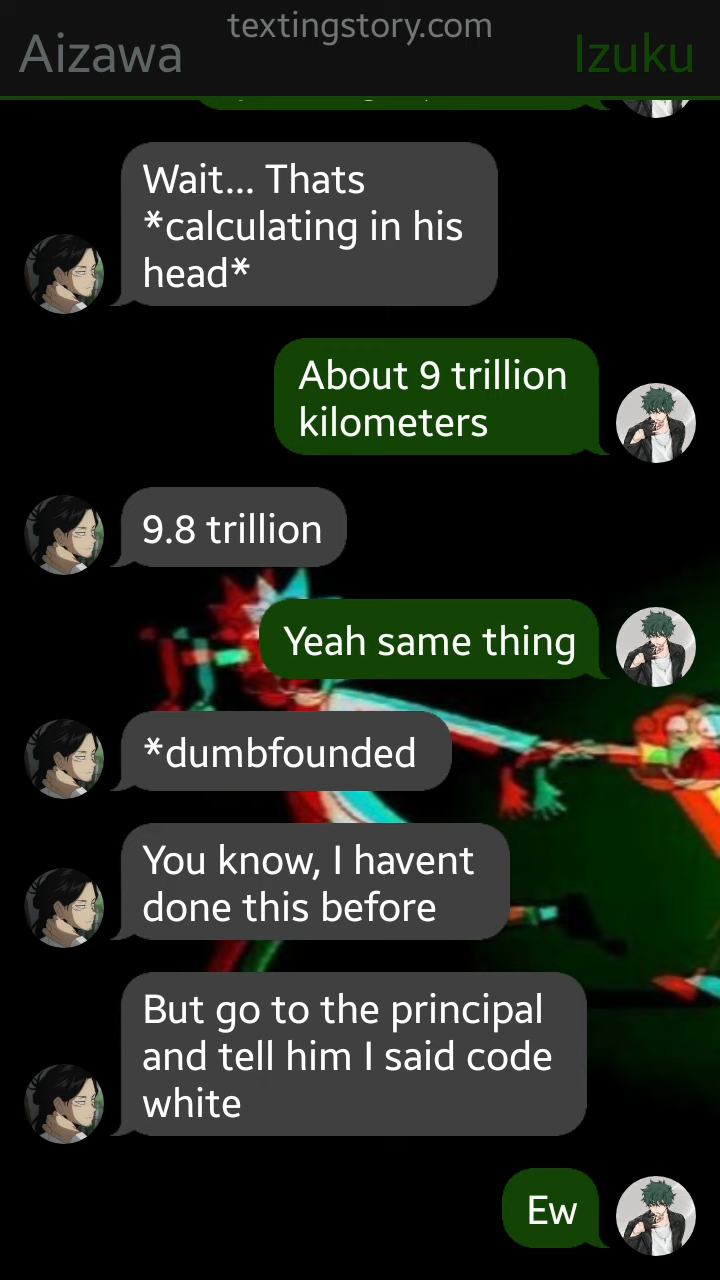 textingstory.com
Aizawa
Izuku
Wait... Thats
*calculating in his
head*
About 9 trillion
kilometers
9.8 trillion
Yeah same thing
*dumbfounded
You know, I havent
done this before
But go to the principal
and tell him I said code
white
Ew